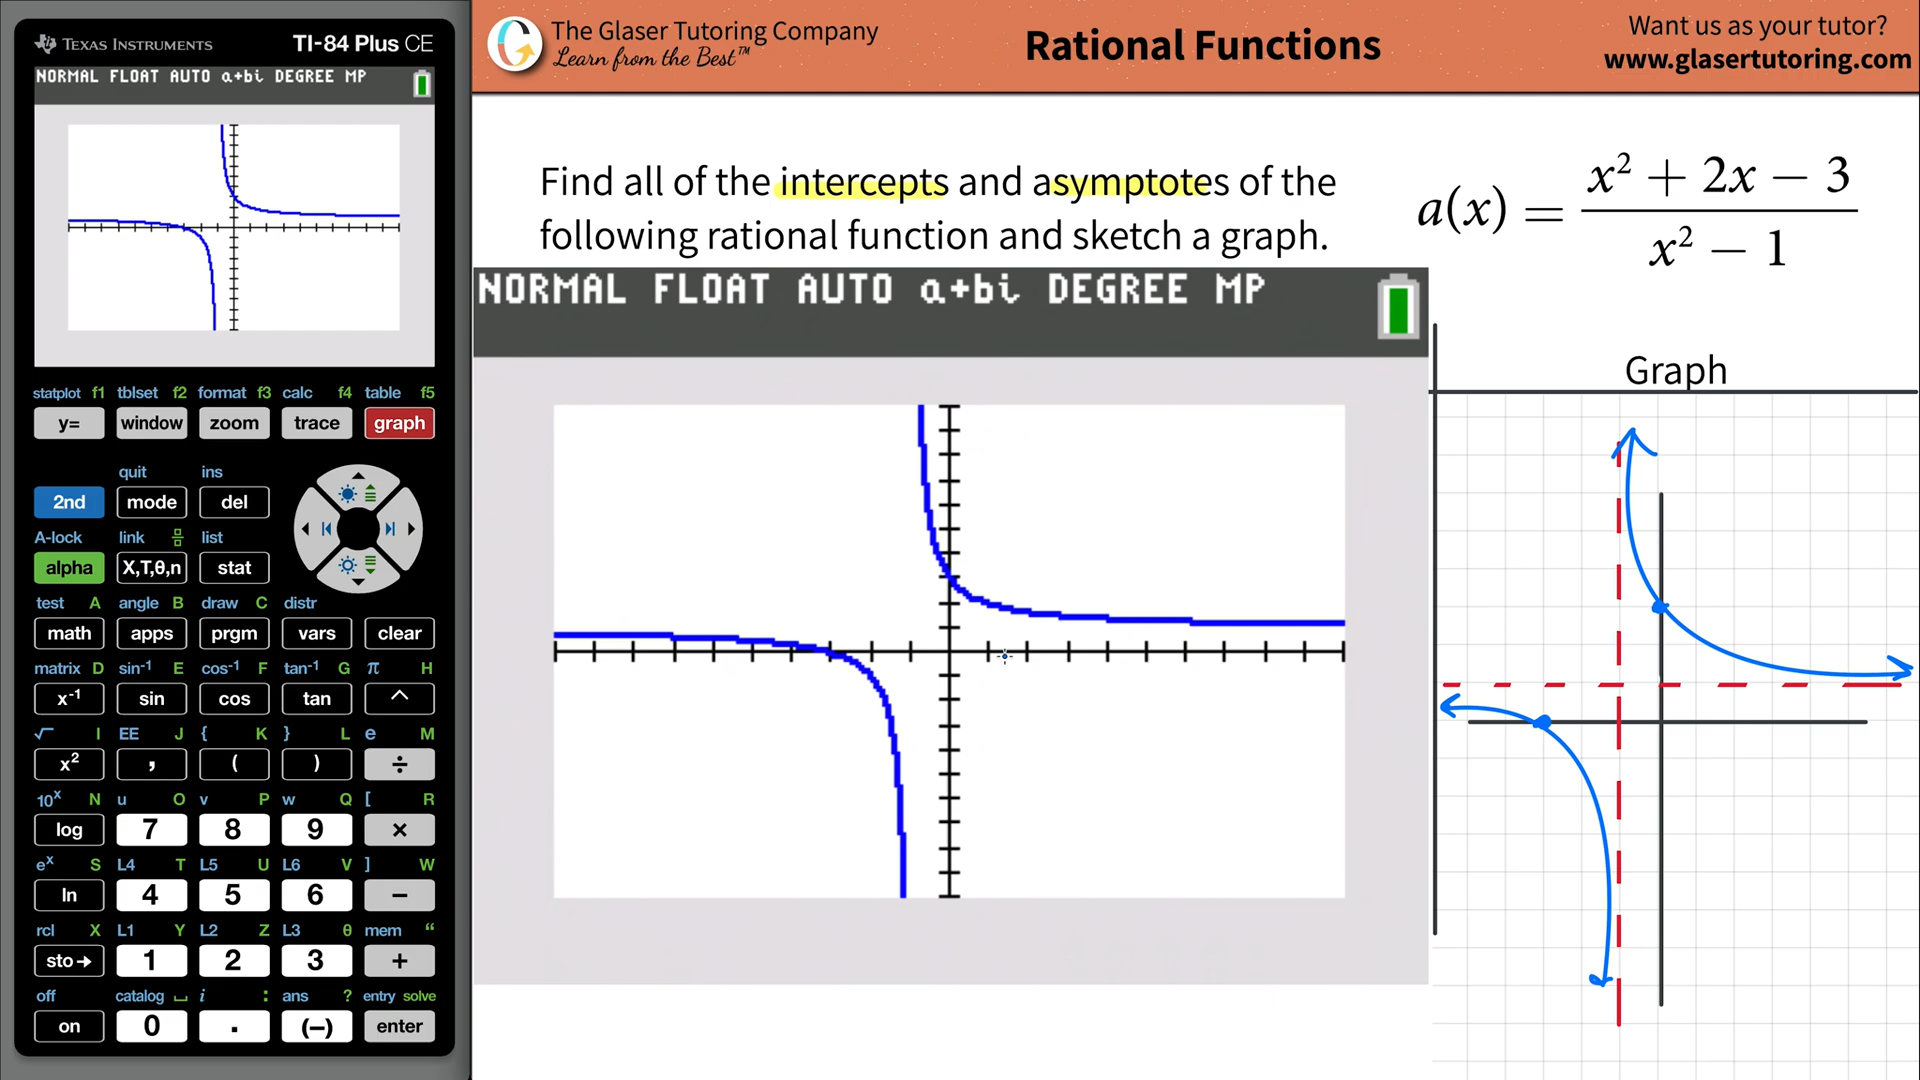 TEXAS INSTRUMENTS TI-84 Plus CE
NORMAL FLOAT AUTO a+bi DEGREE MP
statplot f1 tblset f2 format f3 calc f4 table f5
y= window zoom trace graph
quit ins
2nd mode del
A-lock link list
alpha X,T,θ,n stat
test A angle B draw C distr
math apps prgm vars clear
matrix D sin⁻¹ E cos⁻¹ F tan⁻¹ G π H
x⁻¹ sin cos tan ^
√ I EE J { K } L e M
x² , ( ) ÷
10ˣ N u O v P w Q [ R
log 7 8 9 ×
eˣ S L4 T L5 U L6 V ] W
ln 4 5 6 −
rcl X L1 Y L2 Z L3 θ mem “
sto→ 1 2 3 +
off catalog ⎵ i : ans ? entry solve
on 0 . (−) enter
The Glaser Tutoring Company
Learn from the Best™
Rational Functions
Want us as your tutor?
www.glasertutoring.com
Find all of the intercepts and asymptotes of the
following rational function and sketch a graph.
a(x) = (x² + 2x − 3) / (x² − 1)
NORMAL FLOAT AUTO a+bi DEGREE MP
Graph